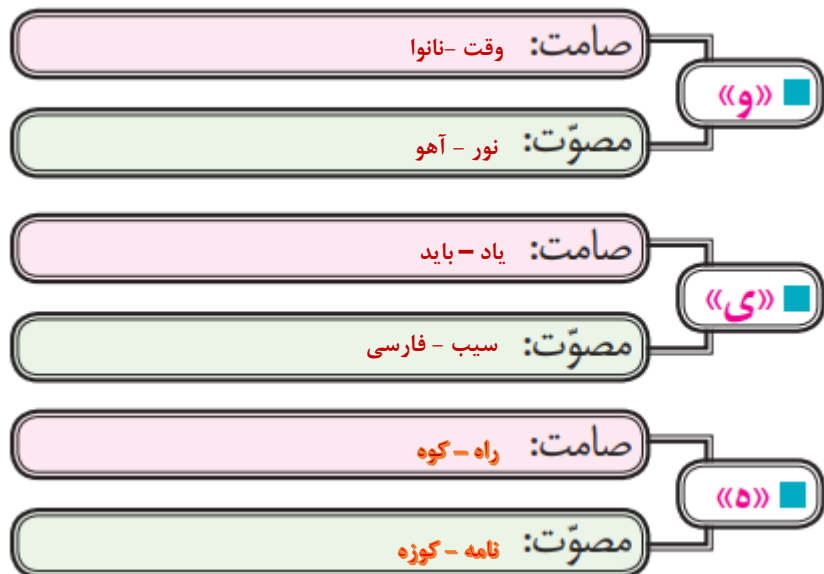 صامت: وقت -نانوا
■ «و»
مصوّت: نور - آهو
صامت: یاد – باید
■ «ی»
مصوّت: سیب - فارسی
صامت: راه – کوه
■ «ه»
مصوّت: نامه - کوزه